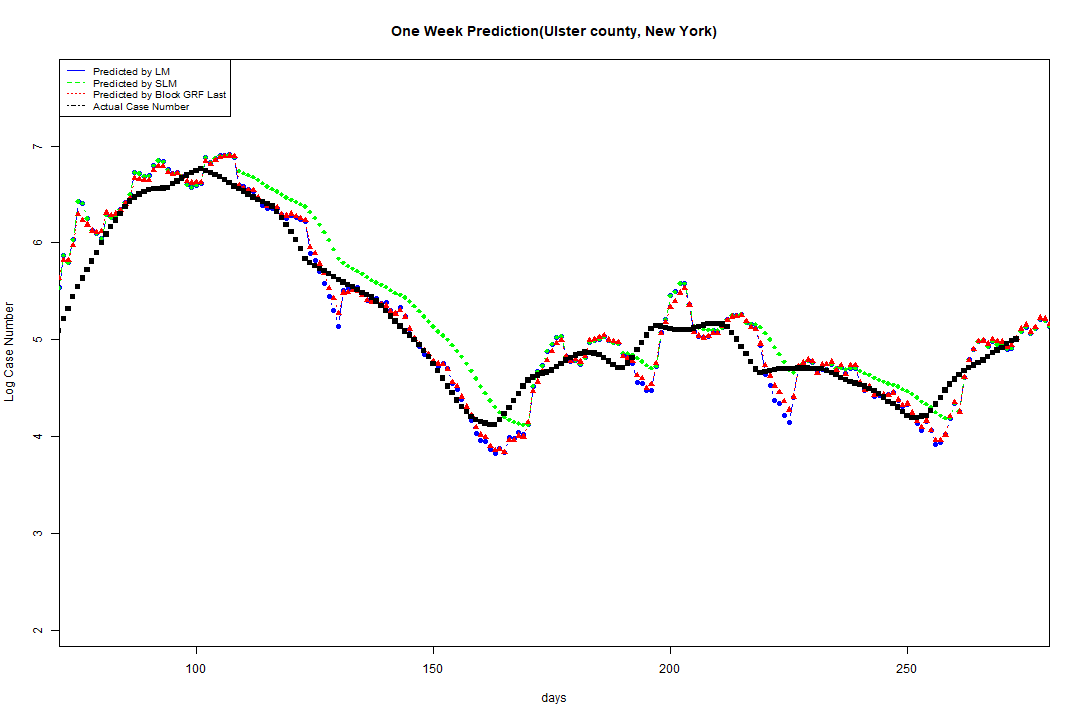 One Week Prediction(Ulster county, New York)
Predicted by LM
Predicted by SLM
Predicted by Block GRF Last
Actual Case Number
7
6
5
4
3
2
Log Case Number
100 150 200 250
days